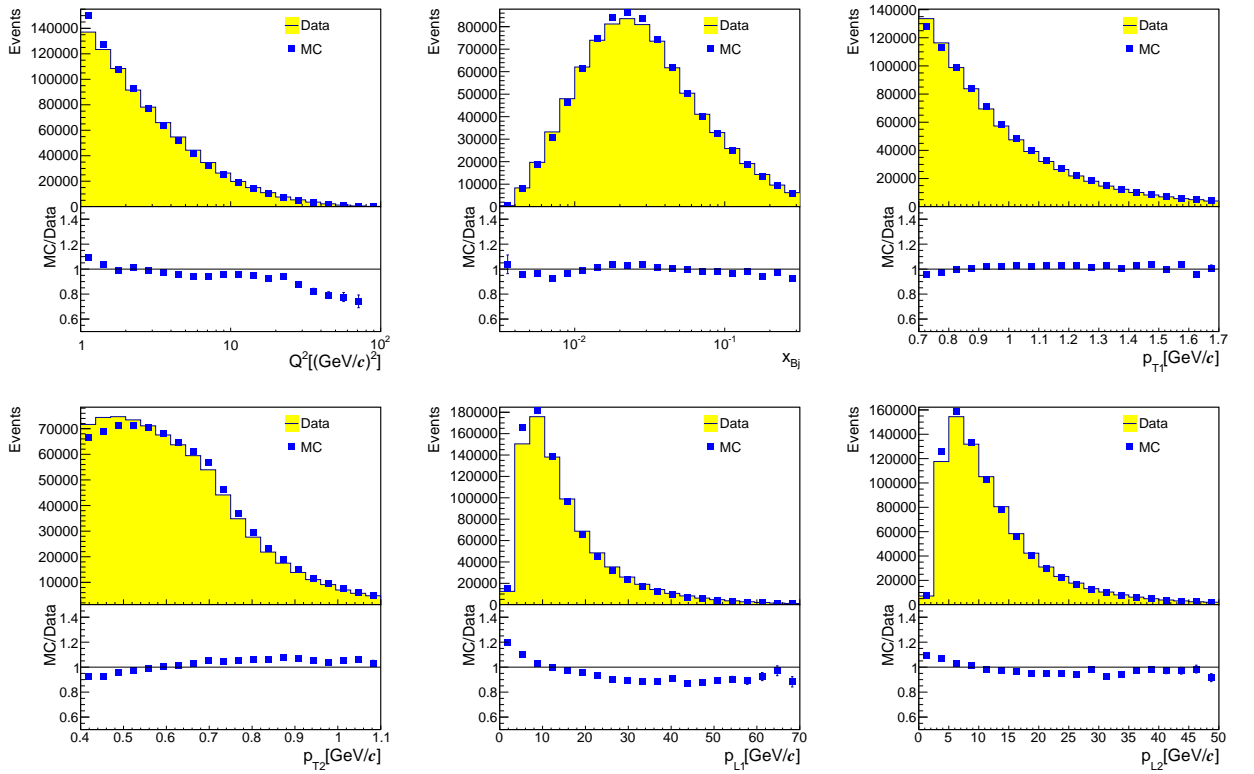 Events
140000
120000
100000
80000
60000
40000
20000
0
Data
MC
MC/Data
1.4
1.2
1
0.8
0.6
1 10 10²
Q²[(GeV/c)²]
Events
80000
70000
60000
50000
40000
30000
20000
10000
0
Data
MC
MC/Data
1.4
1.2
1
0.8
0.6
10⁻² 10⁻¹
x_Bj
Events
140000
120000
100000
80000
60000
40000
20000
0
Data
MC
MC/Data
1.4
1.2
1
0.8
0.6
0.7 0.8 0.9 1 1.1 1.2 1.3 1.4 1.5 1.6 1.7
p_T1[GeV/c]
Events
70000
60000
50000
40000
30000
20000
10000
Data
MC
MC/Data
1.4
1.2
1
0.8
0.6
0.4 0.5 0.6 0.7 0.8 0.9 1 1.1
p_T2[GeV/c]
Events
180000
160000
140000
120000
100000
80000
60000
40000
20000
0
Data
MC
MC/Data
1.4
1.2
1
0.8
0.6
0 10 20 30 40 50 60 70
p_L1[GeV/c]
Events
160000
140000
120000
100000
80000
60000
40000
20000
0
Data
MC
MC/Data
1.4
1.2
1
0.8
0.6
0 5 10 15 20 25 30 35 40 45 50
p_L2[GeV/c]